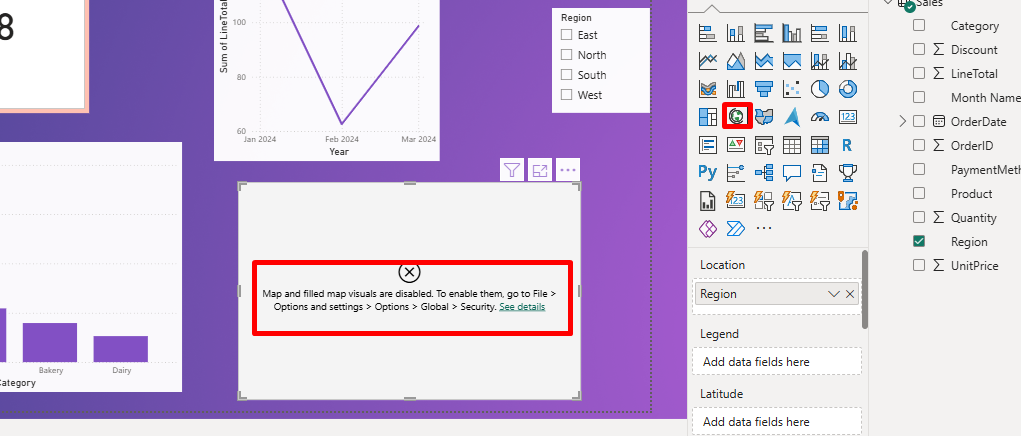 8
Sum of LineTotal
100
80
60
Jan 2024
Feb 2024
Mar 2024
Year
Region
East
North
South
West
Bakery
Dairy
Category
Map and filled map visuals are disabled. To enable them, go to File >
Options and settings > Options > Global > Security. See details
123
R
Py
123
Location
Region
Legend
Add data fields here
Latitude
Add data fields here
Sales
Category
Discount
LineTotal
Month Name
OrderDate
OrderID
PaymentMeth
Product
Quantity
Region
UnitPrice